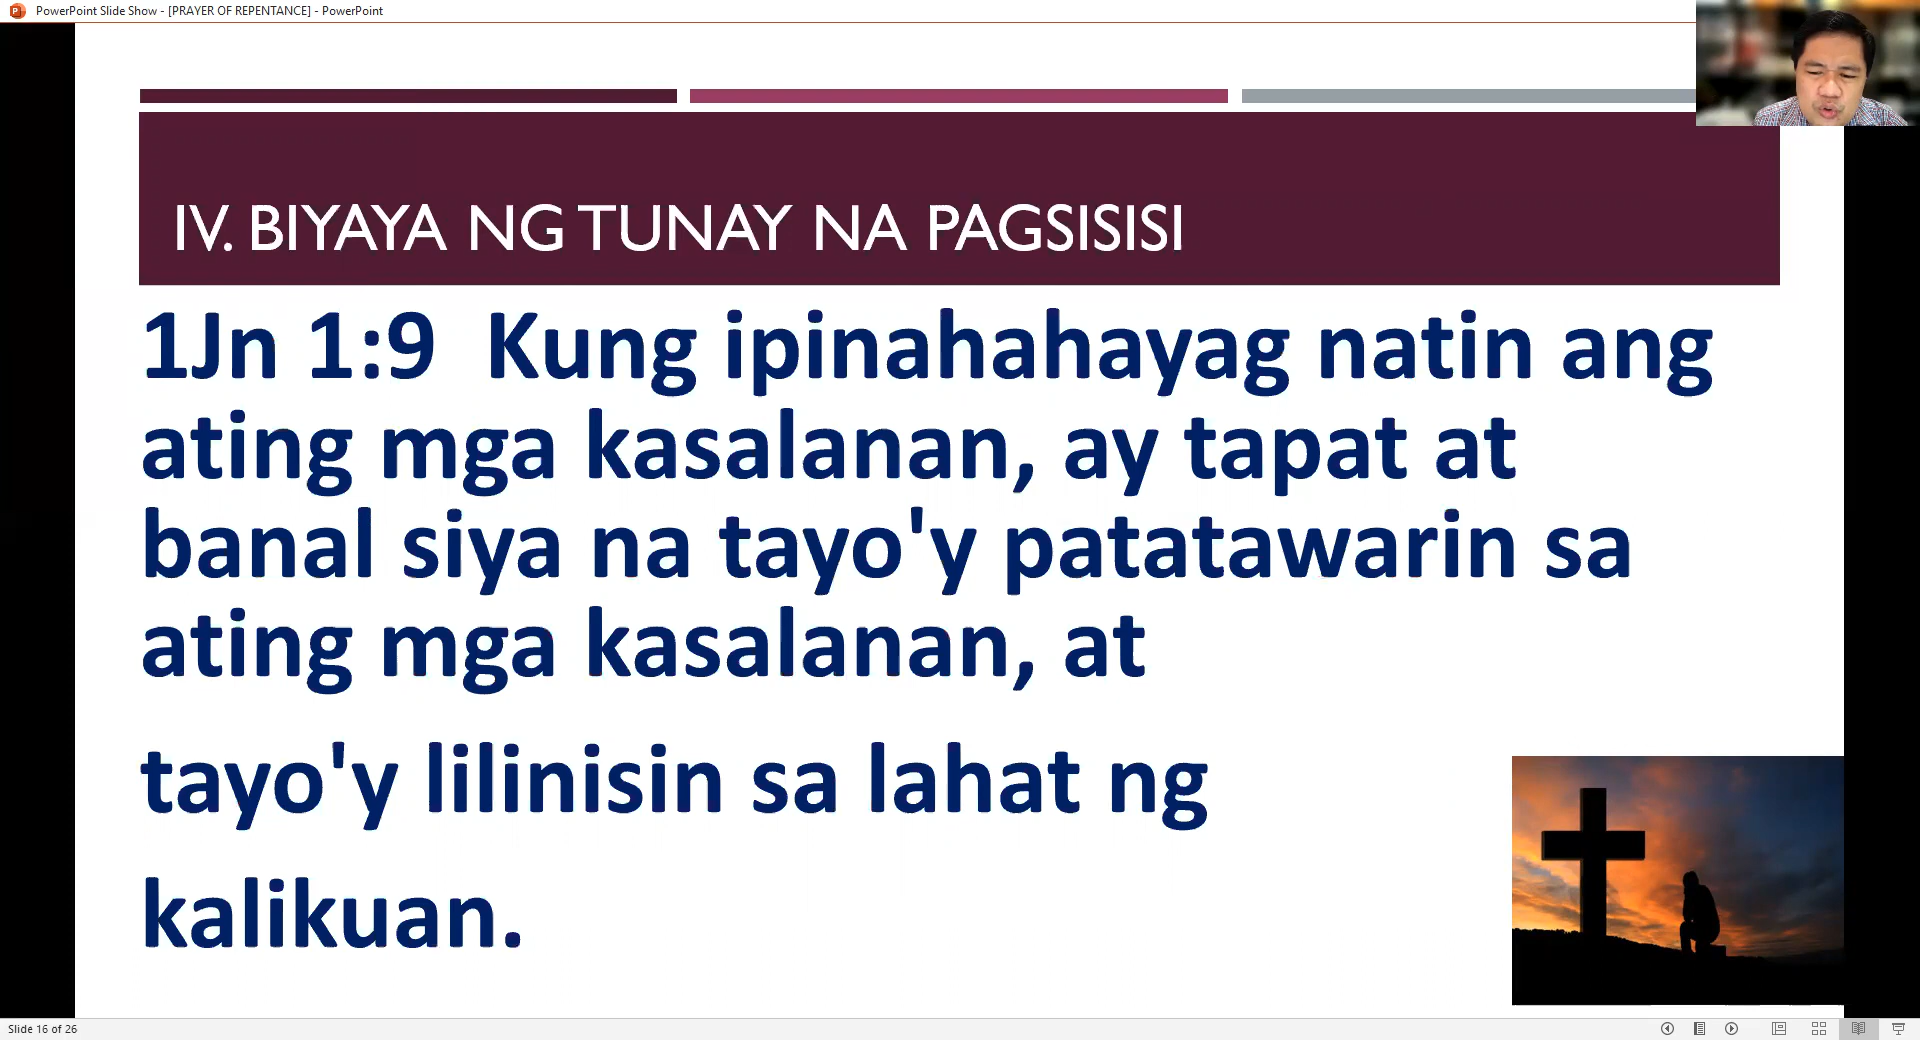 PowerPoint Slide Show - [PRAYER OF REPENTANCE] - PowerPoint
IV. BIYAYA NG TUNAY NA PAGSISISI
1Jn 1:9  Kung ipinahahayag natin ang
ating mga kasalanan, ay tapat at
banal siya na tayo'y patatawarin sa
ating mga kasalanan, at
tayo'y lilinisin sa lahat ng
kalikuan.
Slide 16 of 26